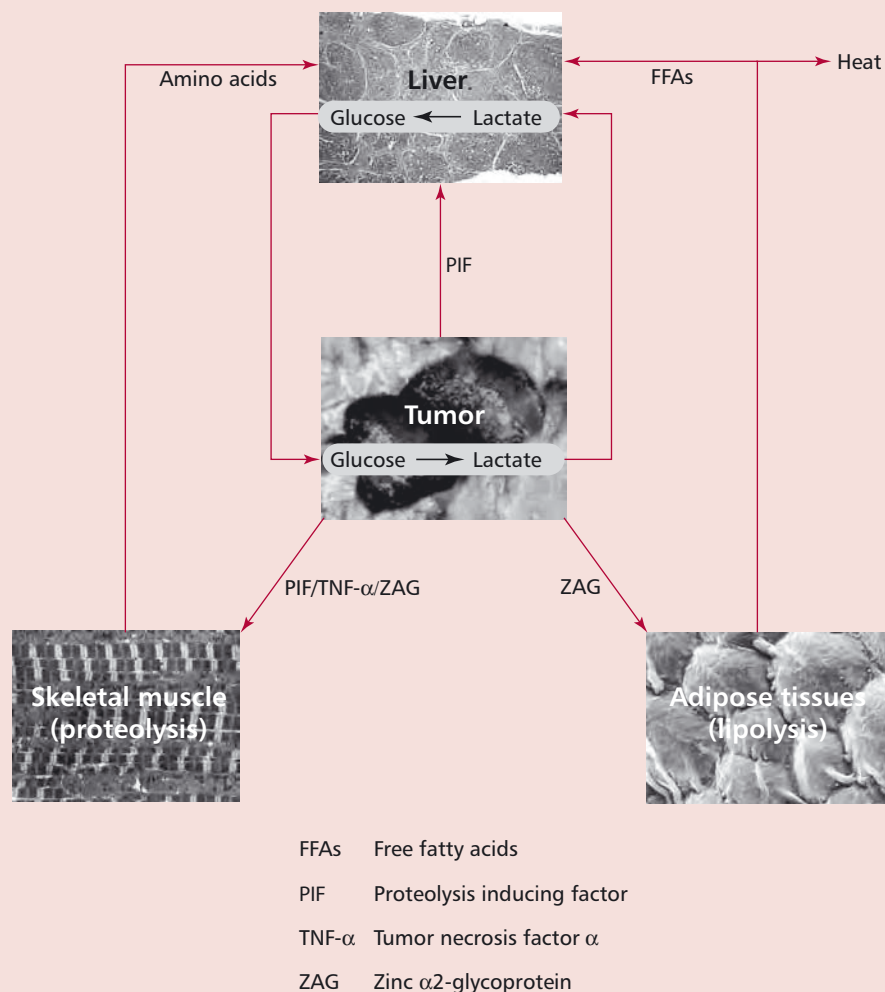 Amino acids
Liver
FFAs
Heat
Glucose Lactate
PIF
Tumor
Glucose Lactate
PIF/TNF-α/ZAG
ZAG
Skeletal muscle
(proteolysis)
Adipose tissues
(lipolysis)
FFAs Free fatty acids
PIF Proteolysis inducing factor
TNF-α Tumor necrosis factor α
ZAG Zinc α2-glycoprotein